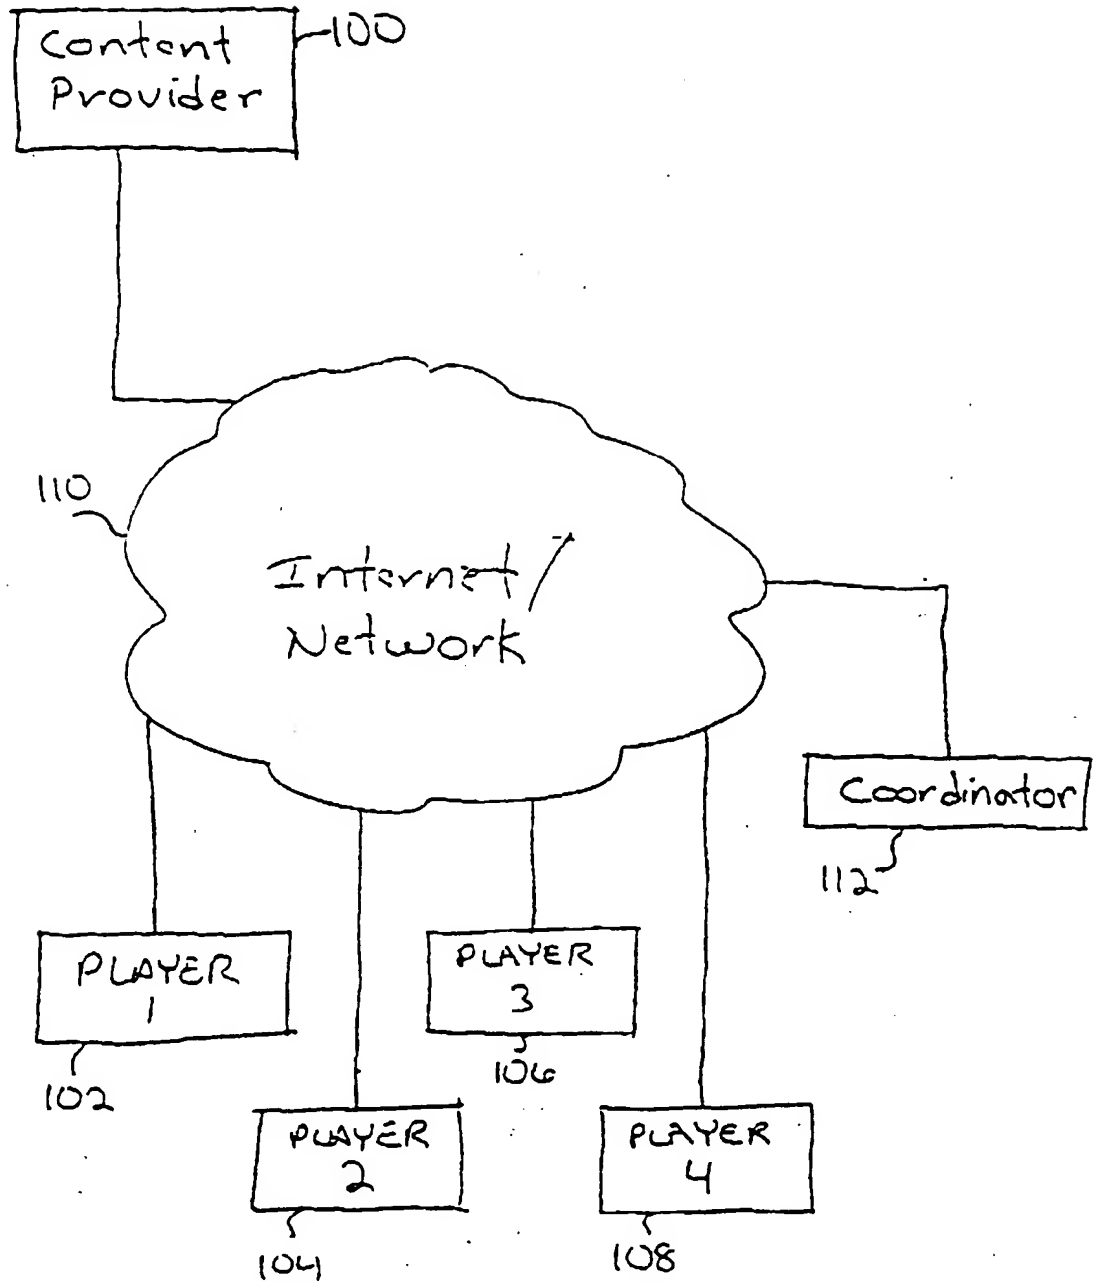 Content
Provider
100
110
Internet/
Network
Coordinator
112
PLAYER
1
102
PLAYER
3
106
PLAYER
2
104
PLAYER
4
108